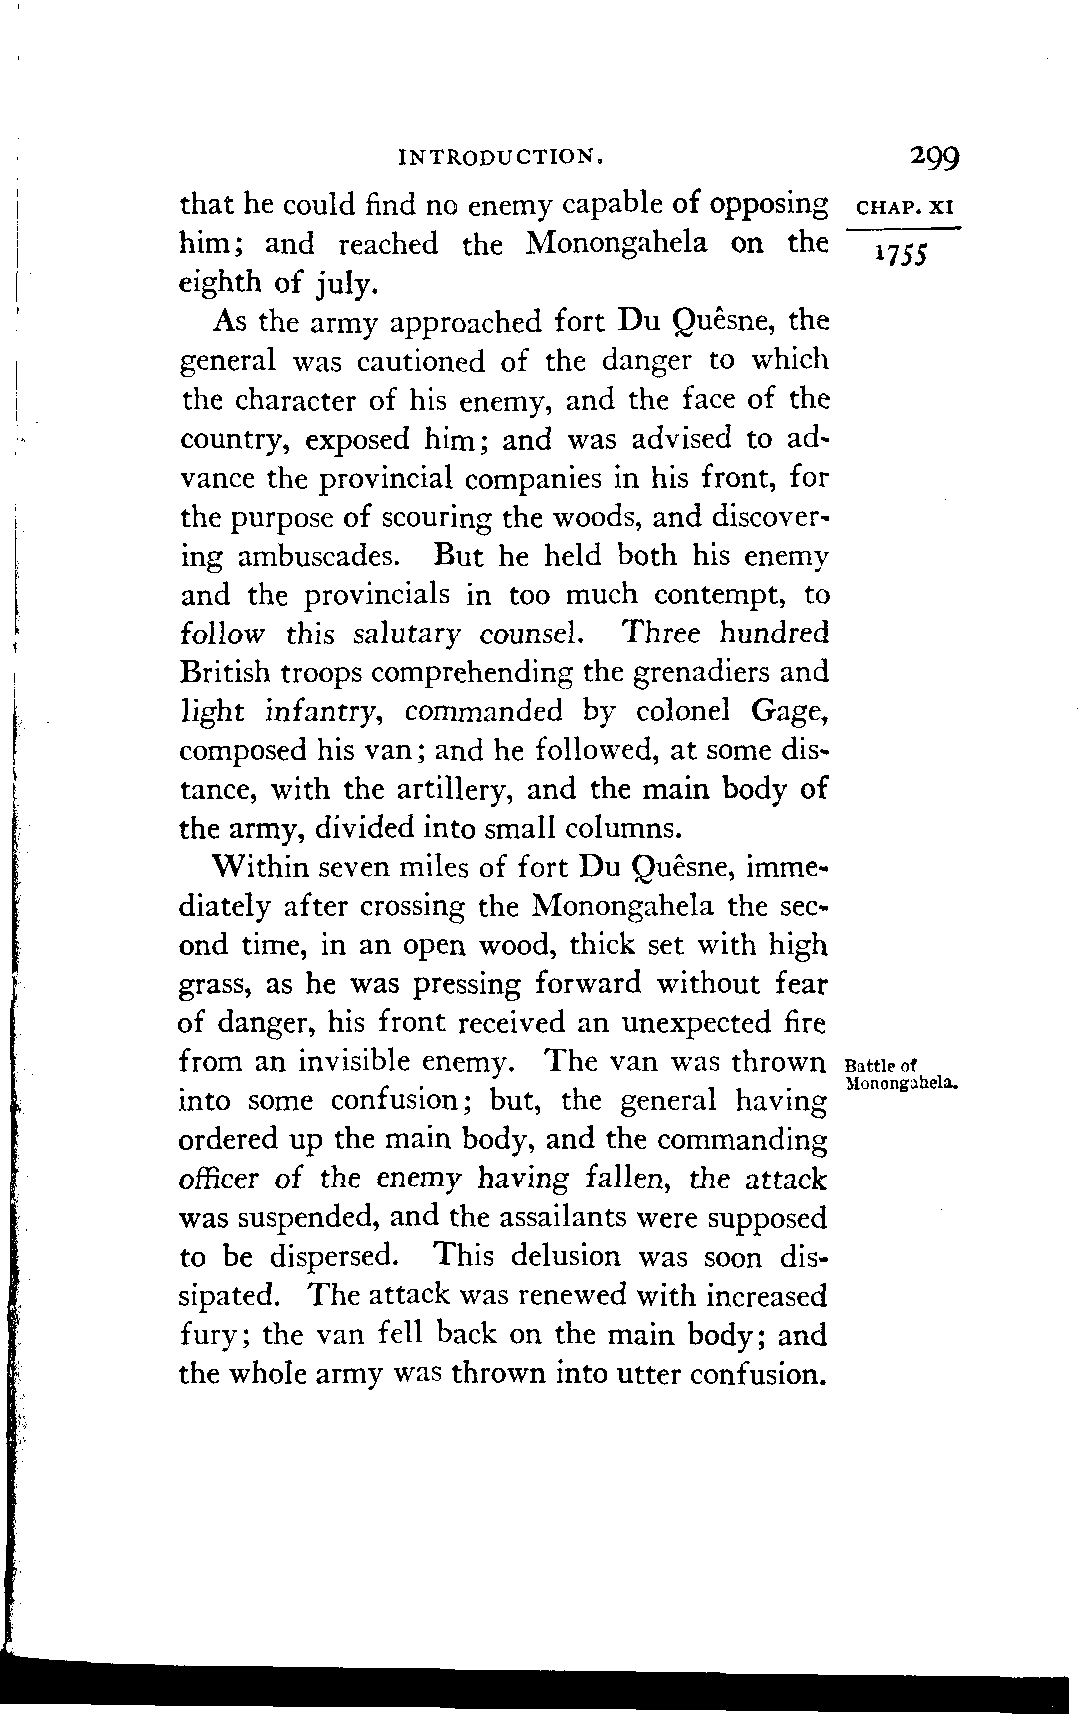 INTRODUCTION. 299
that he could find no enemy capable of opposing CHAP. XI
him; and reached the Monongahela on the 1755
eighth of july.
As the army approached fort Du Quêsne, the
general was cautioned of the danger to which
the character of his enemy, and the face of the
country, exposed him; and was advised to ad-
vance the provincial companies in his front, for
the purpose of scouring the woods, and discover-
ing ambuscades. But he held both his enemy
and the provincials in too much contempt, to
follow this salutary counsel. Three hundred
British troops comprehending the grenadiers and
light infantry, commanded by colonel Gage,
composed his van; and he followed, at some dis-
tance, with the artillery, and the main body of
the army, divided into small columns.
Within seven miles of fort Du Quêsne, imme-
diately after crossing the Monongahela the sec-
ond time, in an open wood, thick set with high
grass, as he was pressing forward without fear
of danger, his front received an unexpected fire
from an invisible enemy. The van was thrown Battle of
Monongahela.
into some confusion; but, the general having
ordered up the main body, and the commanding
officer of the enemy having fallen, the attack
was suspended, and the assailants were supposed
to be dispersed. This delusion was soon dis-
sipated. The attack was renewed with increased
fury; the van fell back on the main body; and
the whole army was thrown into utter confusion.